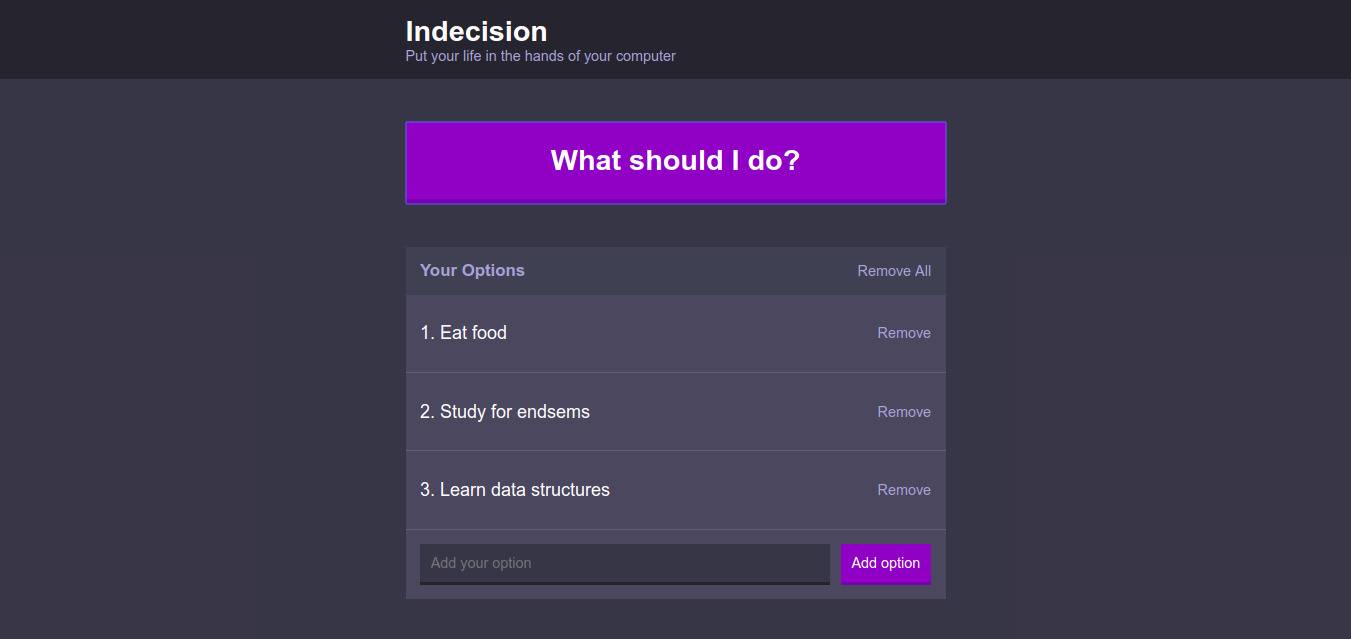 Indecision
Put your life in the hands of your computer
What should I do?
Your Options
Remove All
1. Eat food
Remove
2. Study for endsems
Remove
3. Learn data structures
Remove
Add your option
Add option